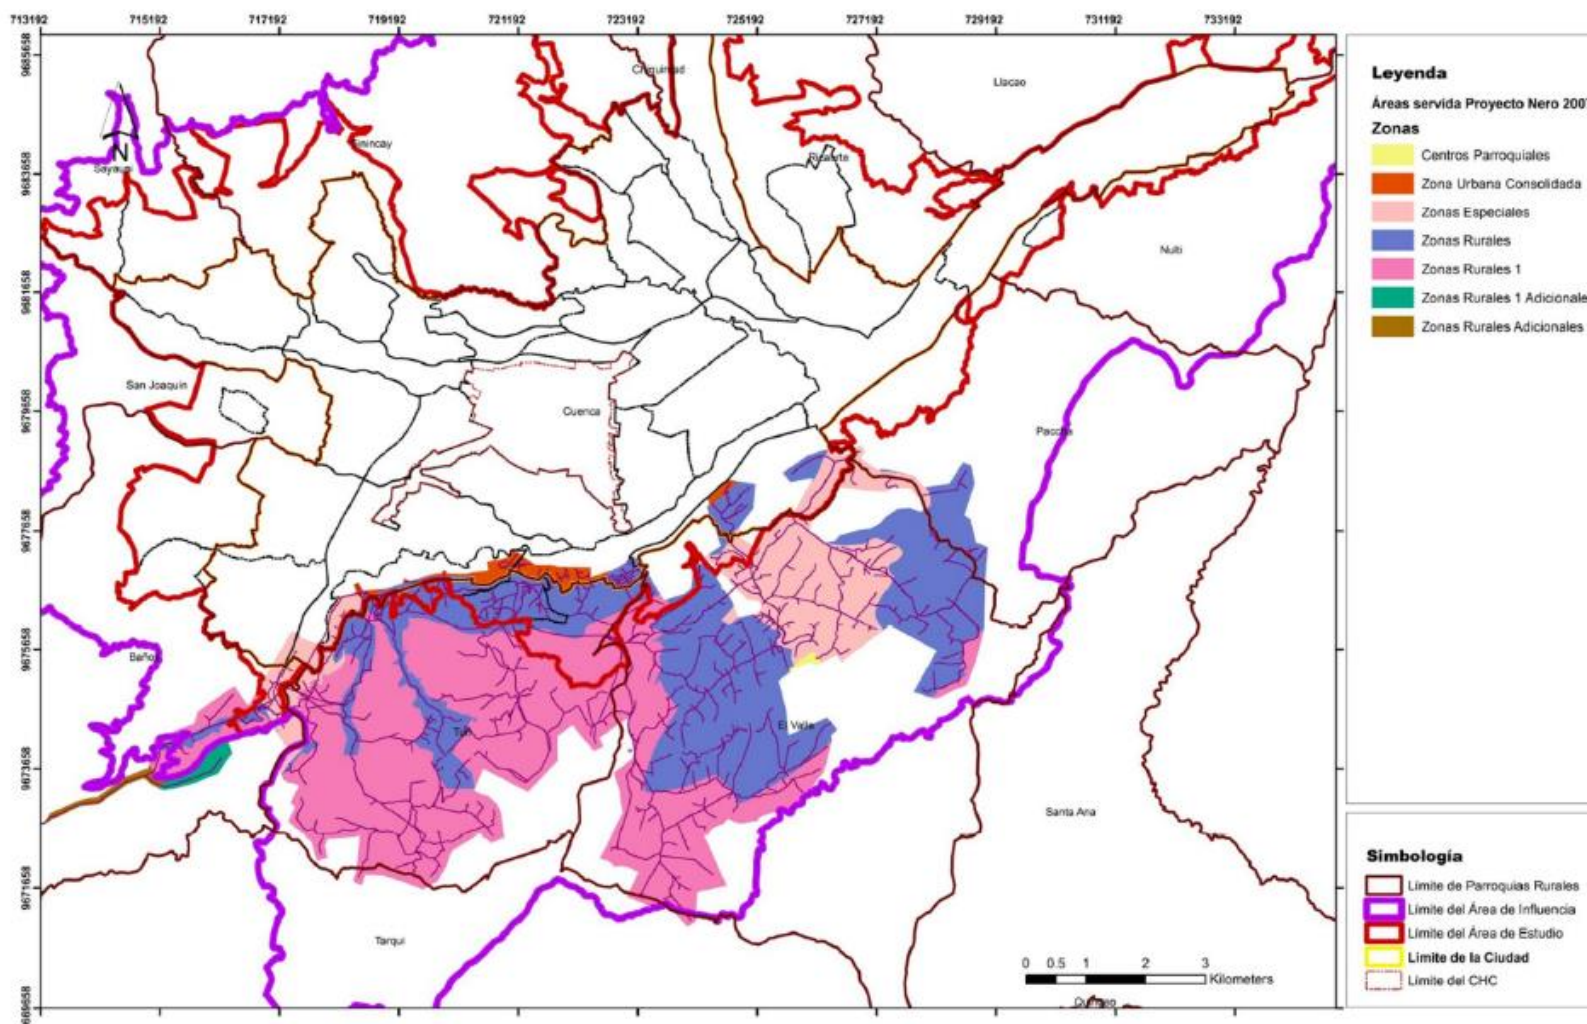 713192 715192 717192 719192 721192 723192 725192 727192 729192 731192 733192
9685658
9683658
9681658
9679658
9677658
9675658
9673658
9671658
669658
N
Llacao
Sinincay
Sayausi
Ricaurte
Nulti
San Joaquin
Cuenca
Paccha
Baños
Turi
El Valle
Santa Ana
Tarqui
Leyenda
Áreas servida Proyecto Nero 200
Zonas
Centros Parroquiales
Zona Urbana Consolidada
Zonas Especiales
Zonas Rurales
Zonas Rurales 1
Zonas Rurales 1 Adicionale
Zonas Rurales Adicionales
Simbología
Límite de Parroquias Rurales
Límite del Área de Influencia
Límite del Área de Estudio
Límite de la Ciudad
Límite del CHC
0 0.5 1 2 3
Kilometers